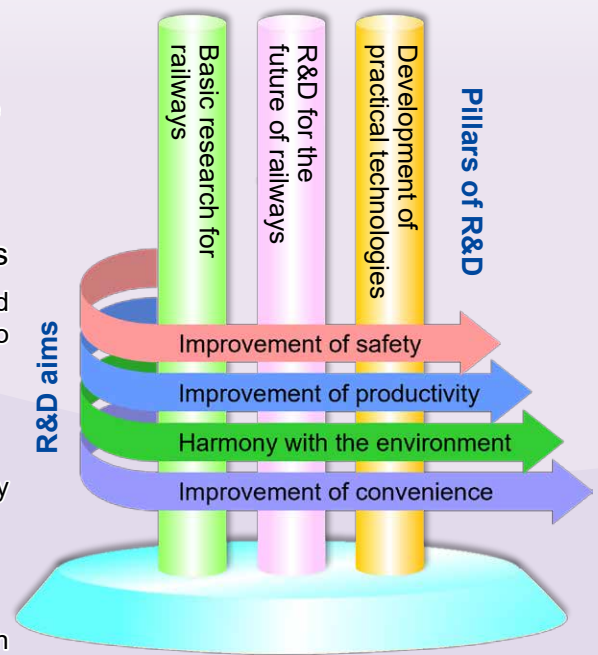 Basic research for
railways
R&D for the
future of railways
Development of
practical technologies
Pillars of R&D
R&D aims
Improvement of safety
Improvement of productivity
Harmony with the environment
Improvement of convenience